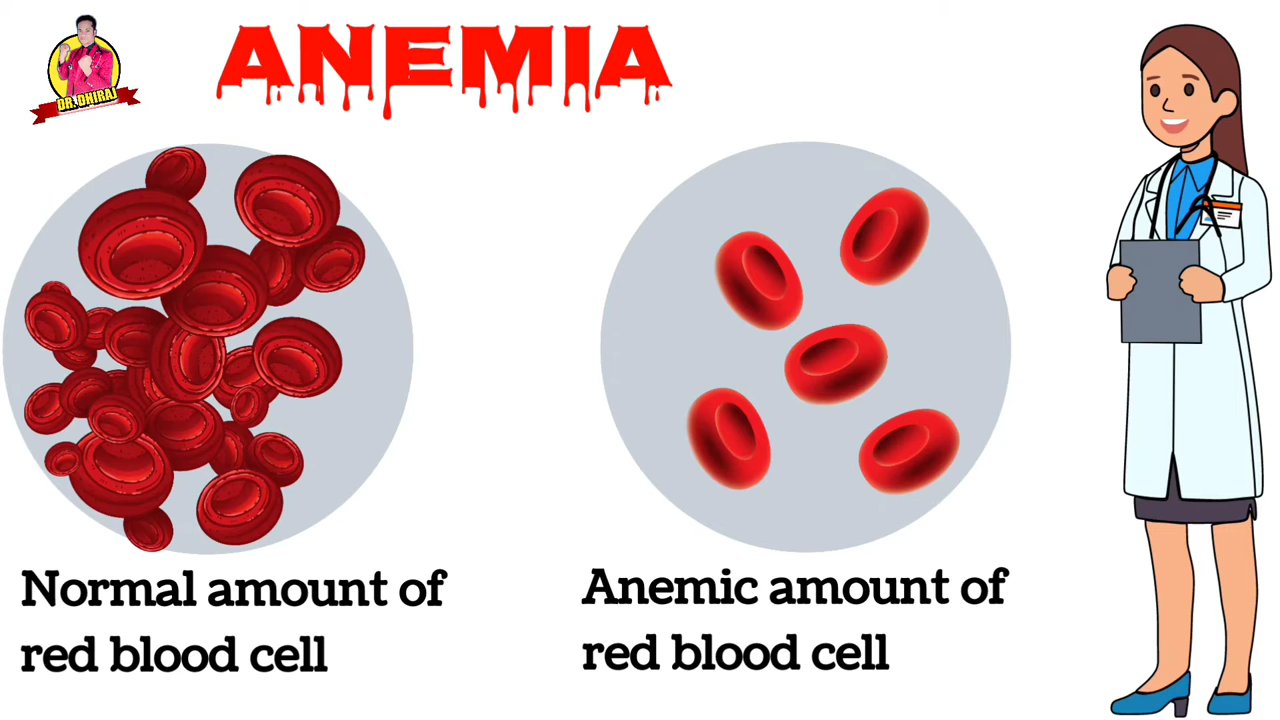 ANEMIA
DR. DHIRAJ
Normal amount of
red blood cell
Anemic amount of
red blood cell